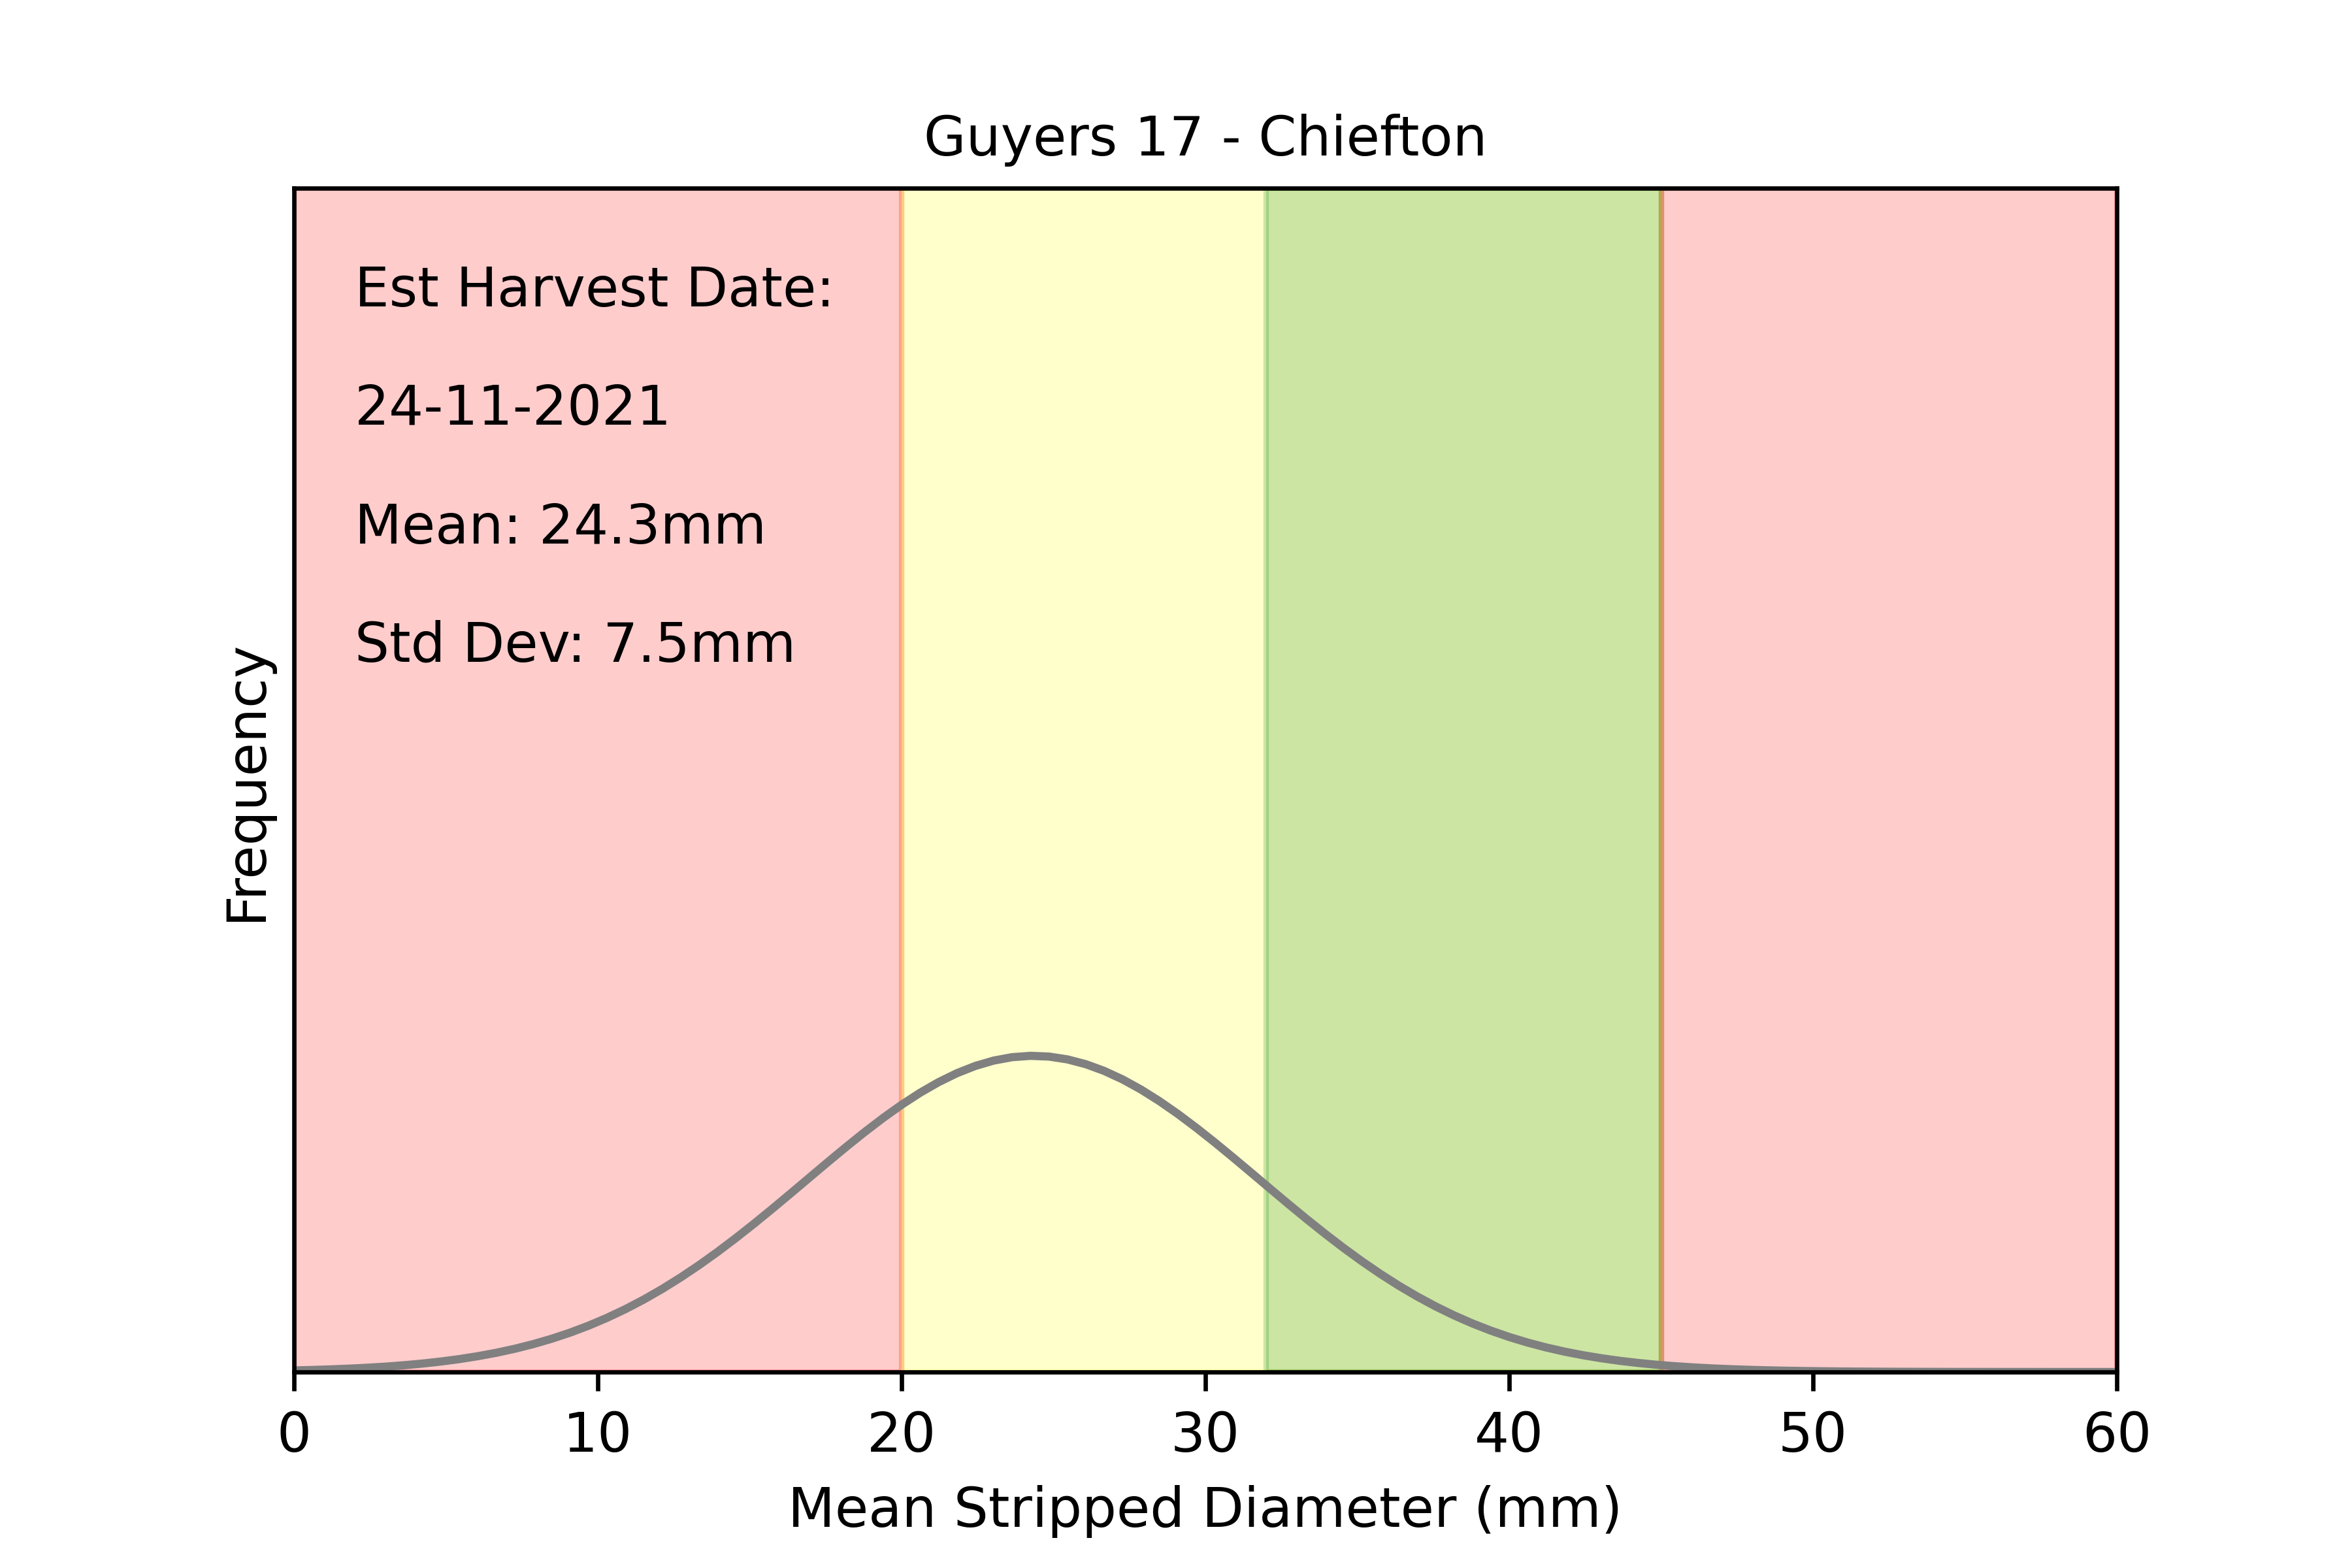 Guyers 17 - Chiefton
Est Harvest Date:
24-11-2021
Mean: 24.3mm
Std Dev: 7.5mm
Frequency
0 10 20 30 40 50 60
Mean Stripped Diameter (mm)